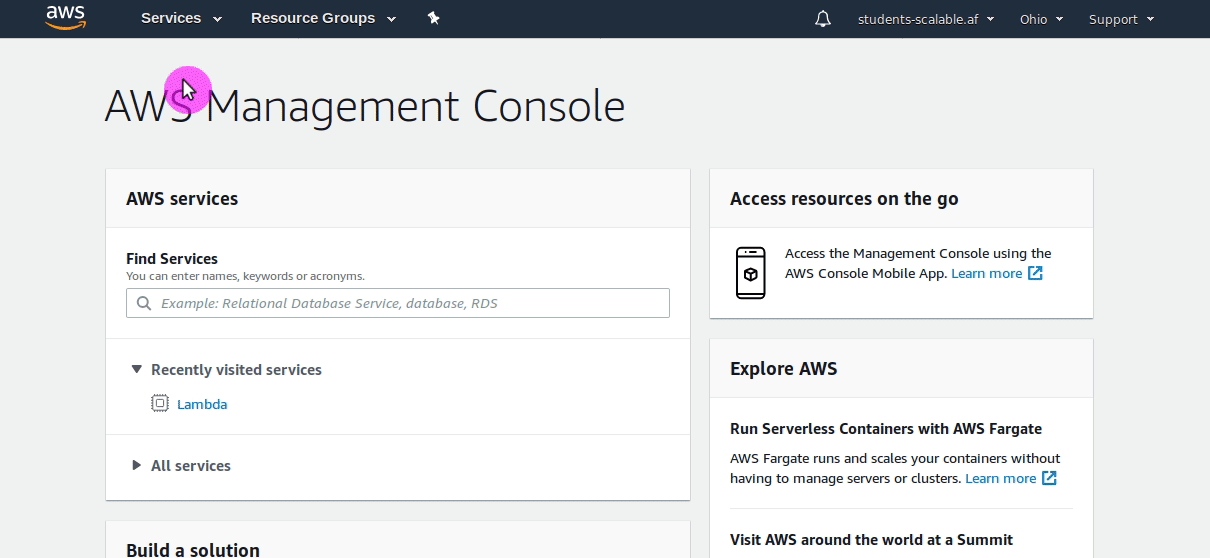 aws Services Resource Groups students-scalable.af Ohio Support
AWS Management Console
AWS services
Find Services
You can enter names, keywords or acronyms.
Example: Relational Database Service, database, RDS
Recently visited services
Lambda
All services
Build a solution
Access resources on the go
Access the Management Console using the
AWS Console Mobile App. Learn more
Explore AWS
Run Serverless Containers with AWS Fargate
AWS Fargate runs and scales your containers without
having to manage servers or clusters. Learn more
Visit AWS around the world at a Summit